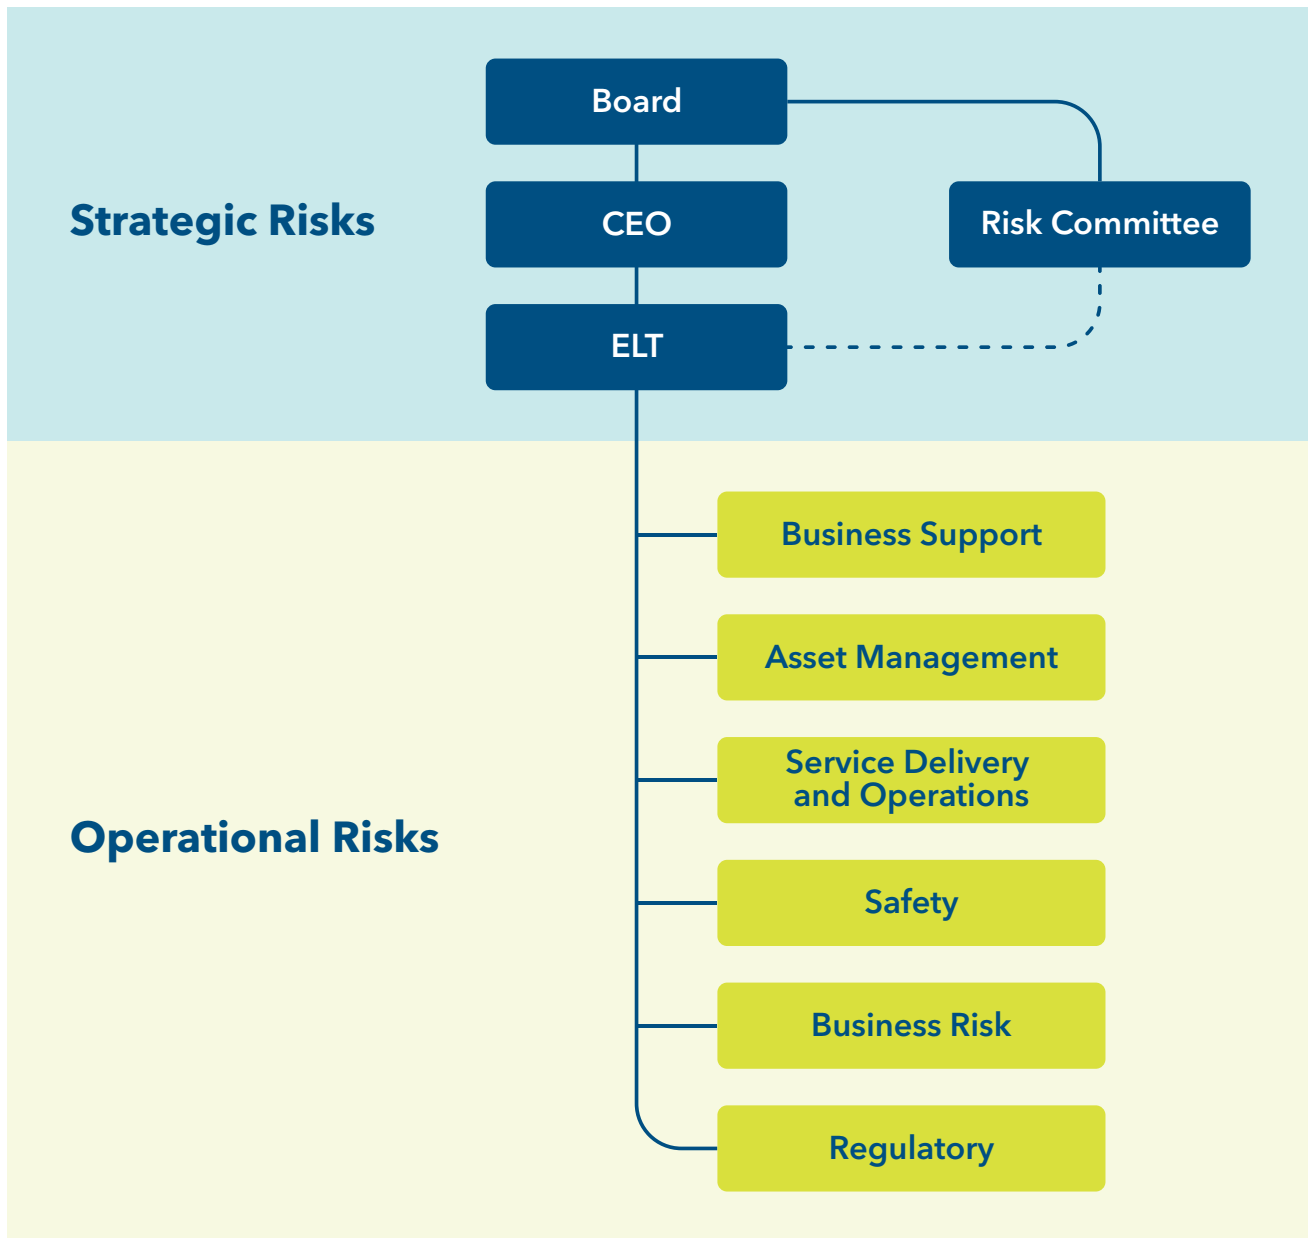 Board
Strategic Risks
CEO
Risk Committee
ELT
Business Support
Asset Management
Service Delivery
and Operations
Operational Risks
Safety
Business Risk
Regulatory